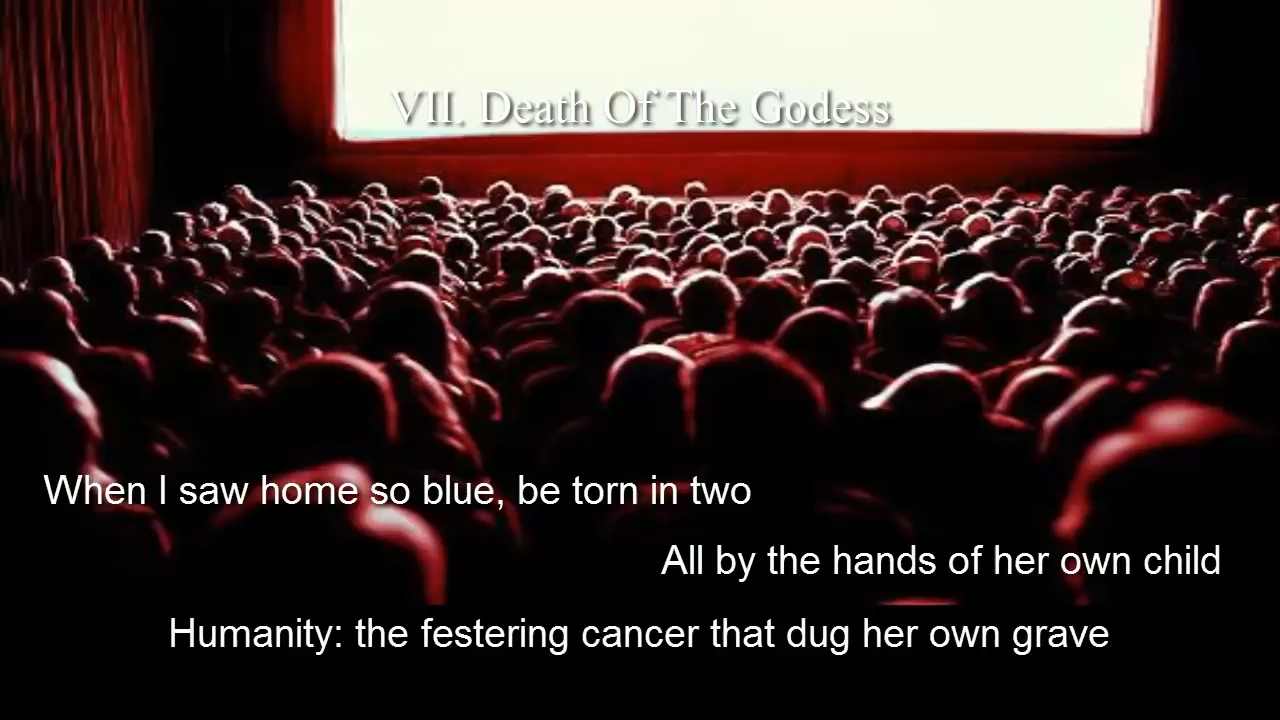 VII. Death Of The Godess
When I saw home so blue, be torn in two
All by the hands of her own child
Humanity: the festering cancer that dug her own grave